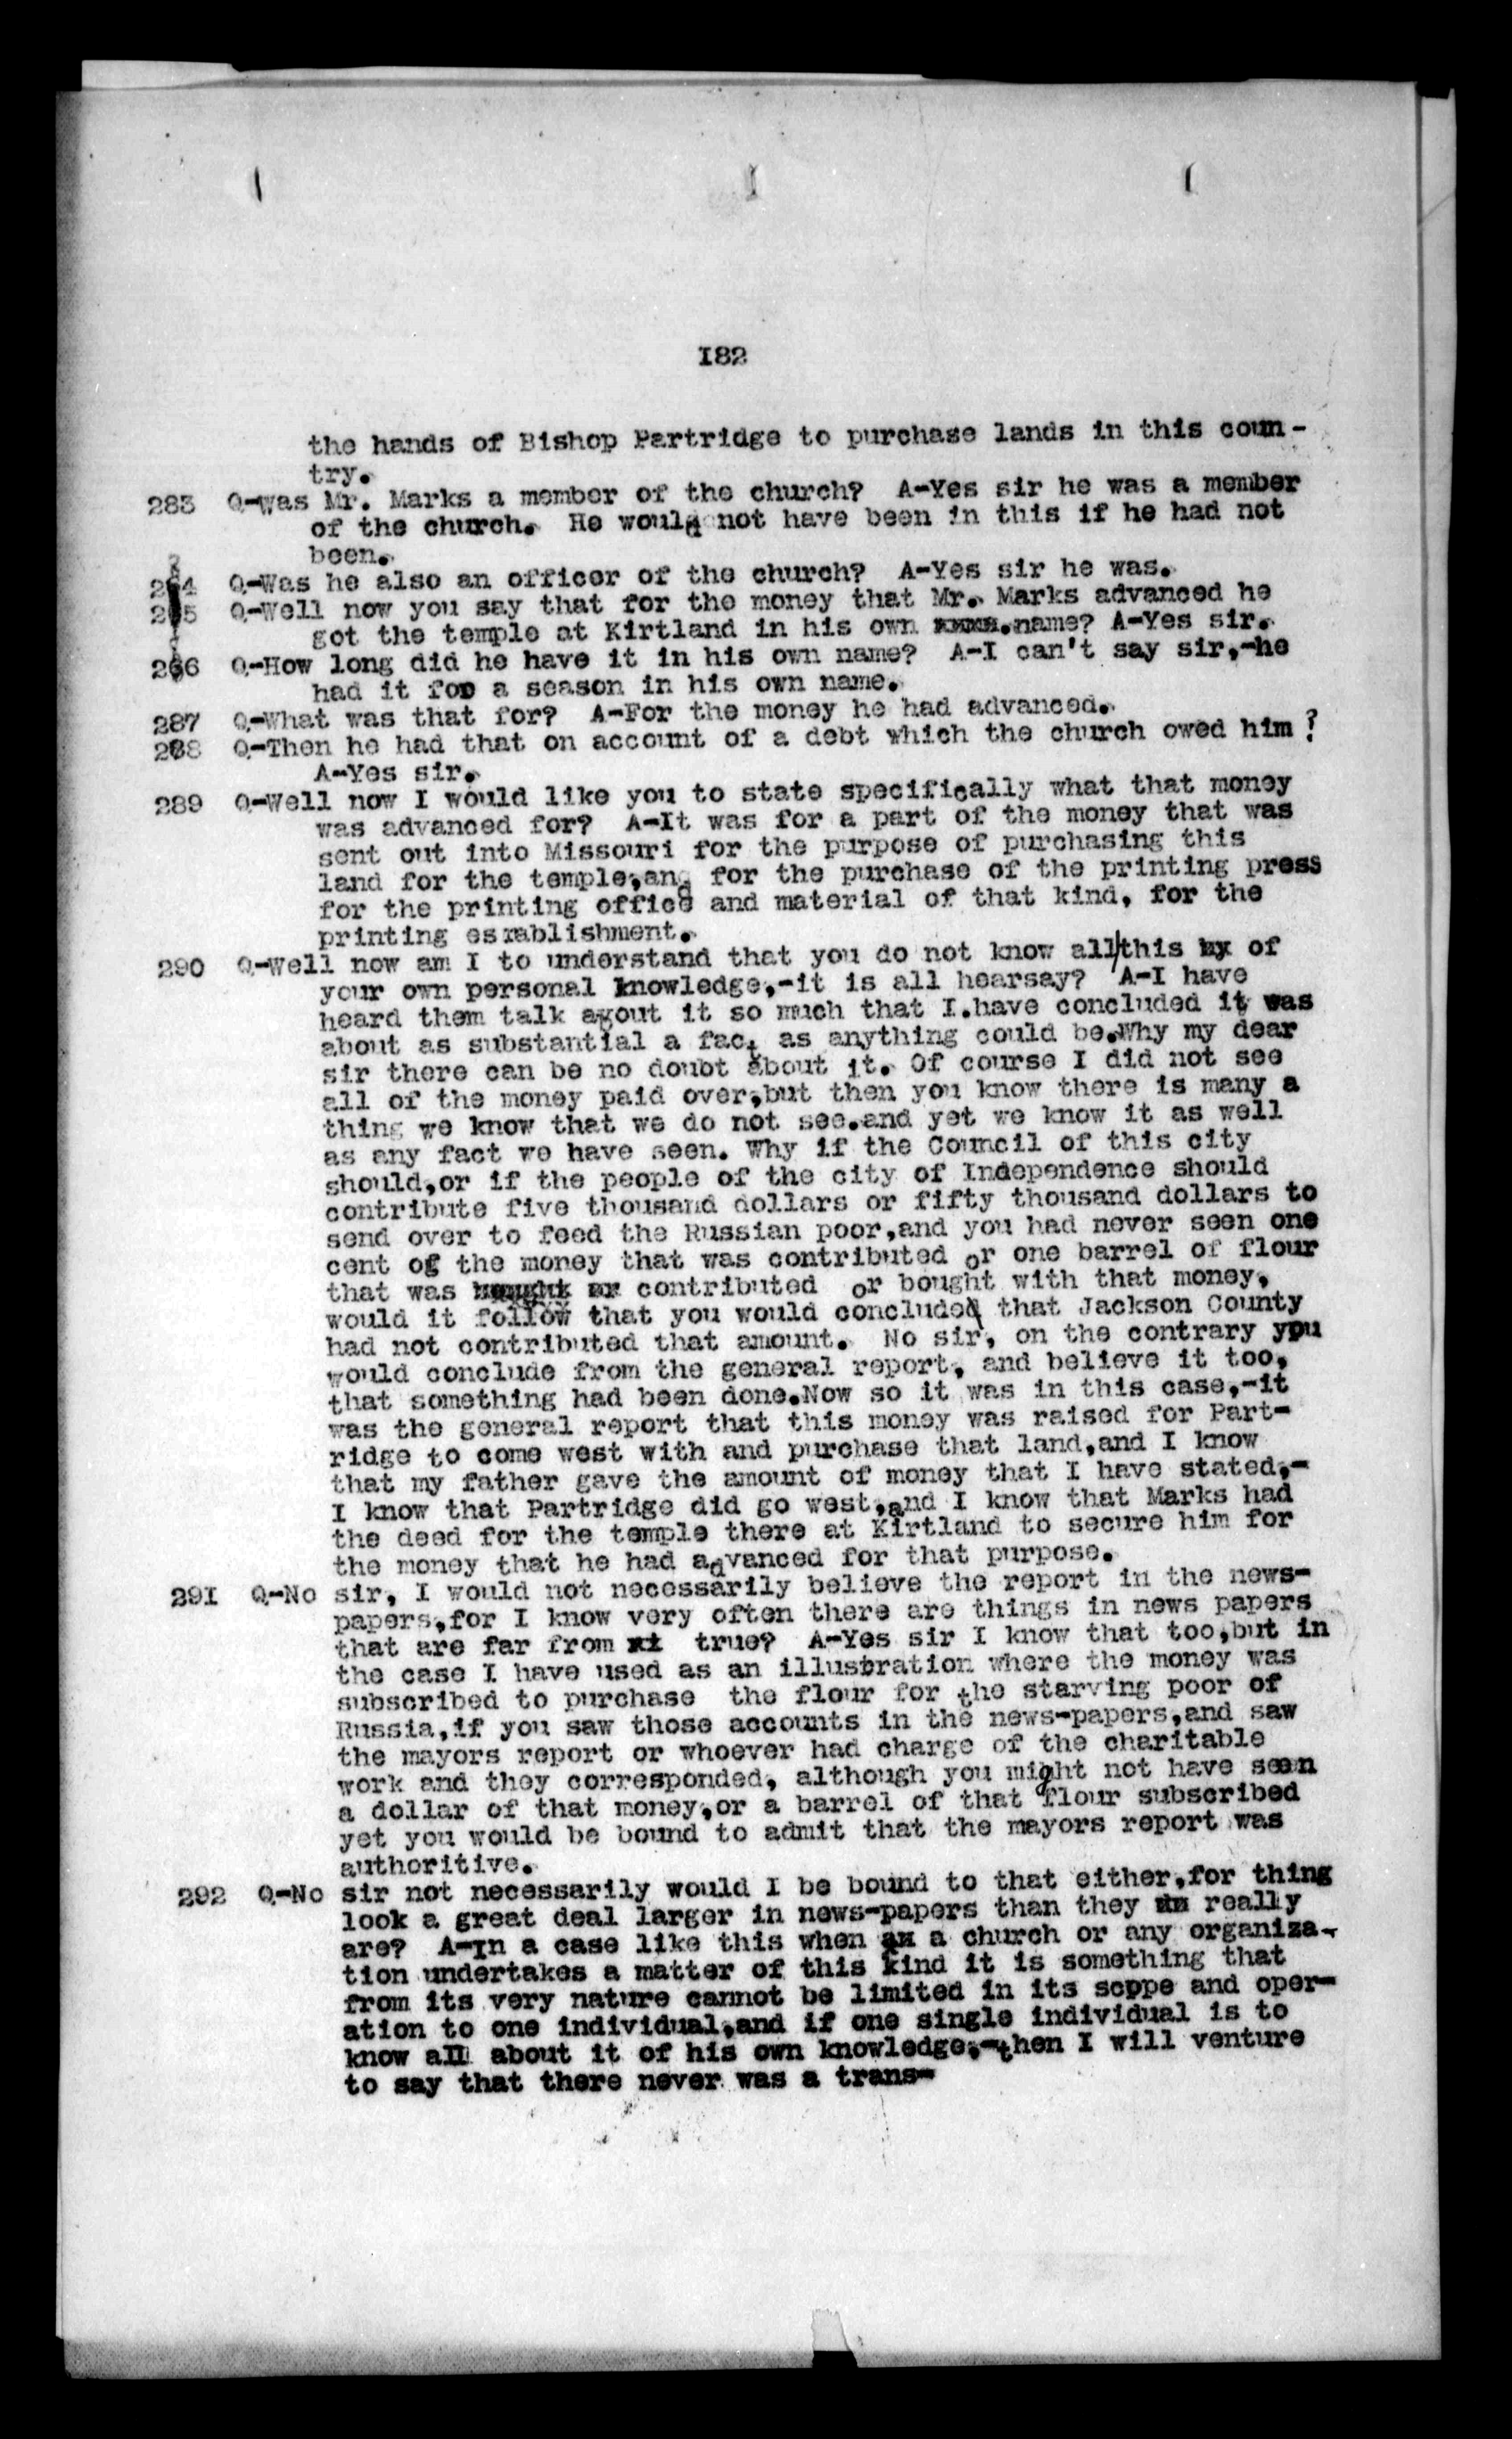 182
the hands of Bishop Partridge to purchase lands in this coun-
try.
283 Q-was Mr. Marks a member of the church? A-Yes sir he was a member
of the church. He would not have been in this if he had not
been.
284 Q-Was he also an officer of the church? A-Yes sir he was.
285 Q-Well now you say that for the money that Mr. Marks advanced he
got the temple at Kirtland in his own name? A-Yes sir.
286 Q-How long did he have it in his own name? A-I can't say sir,-he
had it for a season in his own name.
287 Q-What was that for? A-For the money he had advanced.
288 Q-Then he had that on account of a debt which the church owed him?
A-Yes sir.
289 Q-Well now I would like you to state specifically what that money
was advanced for? A-It was for a part of the money that was
sent out into Missouri for the purpose of purchasing this
land for the temple,and for the purchase of the printing press
for the printing office and material of that kind, for the
printing esrablishment.
290 Q-Well now am I to understand that you do not know all/this of
your own personal knowledge,-it is all hearsay? A-I have
heard them talk agout it so much that I.have concluded it was
about as substantial a fact as anything could be.Why my dear
sir there can be no doubt about it. Of course I did not see
all of the money paid over,but then you know there is many a
thing we know that we do not see.and yet we know it as well
as any fact we have seen. Why if the Council of this city
should,or if the people of the city of Independence should
contribute five thousand dollars or fifty thousand dollars to
send over to feed the Russian poor,and you had never seen one
cent of the money that was contributed or one barrel of flour
that was contributed or bought with that money,
would it follow that you would conclude that Jackson County
had not contributed that amount. No sir, on the contrary you
would conclude from the general report, and believe it too,
that something had been done.Now so it was in this case,-it
was the general report that this money was raised for Part-
ridge to come west with and purchase that land,and I know
that my father gave the amount of money that I have stated,-
I know that Partridge did go west,and I know that Marks had
the deed for the temple there at Kirtland to secure him for
the money that he had advanced for that purpose.
291 Q-No sir, I would not necessarily believe the report in the news-
papers,for I know very often there are things in news papers
that are far from true? A-Yes sir I know that too,but in
the case I have used as an illustration where the money was
subscribed to purchase the flour for the starving poor of
Russia,if you saw those accounts in the news-papers,and saw
the mayors report or whoever had charge of the charitable
work and they corresponded, although you might not have seen
a dollar of that money,or a barrel of that flour subscribed
yet you would be bound to admit that the mayors report was
authoritive.
292 Q-No sir not necessarily would I be bound to that either,for thing
look a great deal larger in news-papers than they really
are? A-In a case like this when a church or any organiza-
tion undertakes a matter of this kind it is something that
from its very nature cannot be limited in its scppe and oper-
ation to one individual,and if one single individual is to
know all about it of his own knowledge,-then I will venture
to say that there never was a trans-